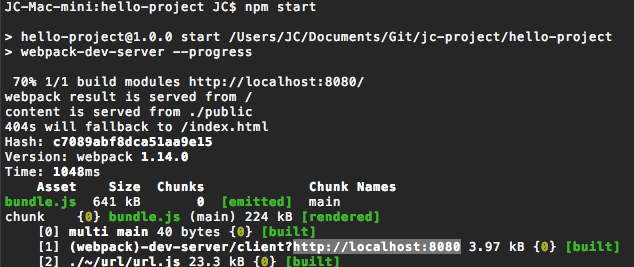 JC-Mac-mini:hello-project JC$ npm start
> hello-project@1.0.0 start /Users/JC/Documents/Git/jc-project/hello-project
> webpack-dev-server --progress
70% 1/1 build modules http://localhost:8080/
webpack result is served from /
content is served from ./public
404s will fallback to /index.html
Hash: c7089abf8dca51aa9e15
Version: webpack 1.14.0
Time: 1048ms
Asset Size Chunks Chunk Names
bundle.js 641 kB 0 [emitted] main
chunk {0} bundle.js (main) 224 kB [rendered]
[0] multi main 40 bytes {0} [built]
[1] (webpack)-dev-server/client?http://localhost:8080 3.97 kB {0} [built]
[2] ./~/url/url.js 23.3 kB {0} [built]